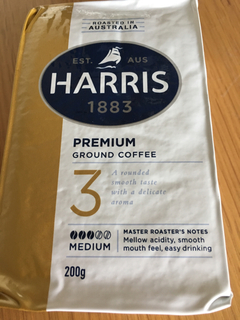 ROASTED IN
AUSTRALIA
EST. AUS
HARRIS
1883
PREMIUM
GROUND COFFEE
3
A rounded
smooth taste
with a delicate
aroma
MEDIUM
MASTER ROASTER'S NOTES
Mellow acidity, smooth
mouth feel, easy drinking
200g